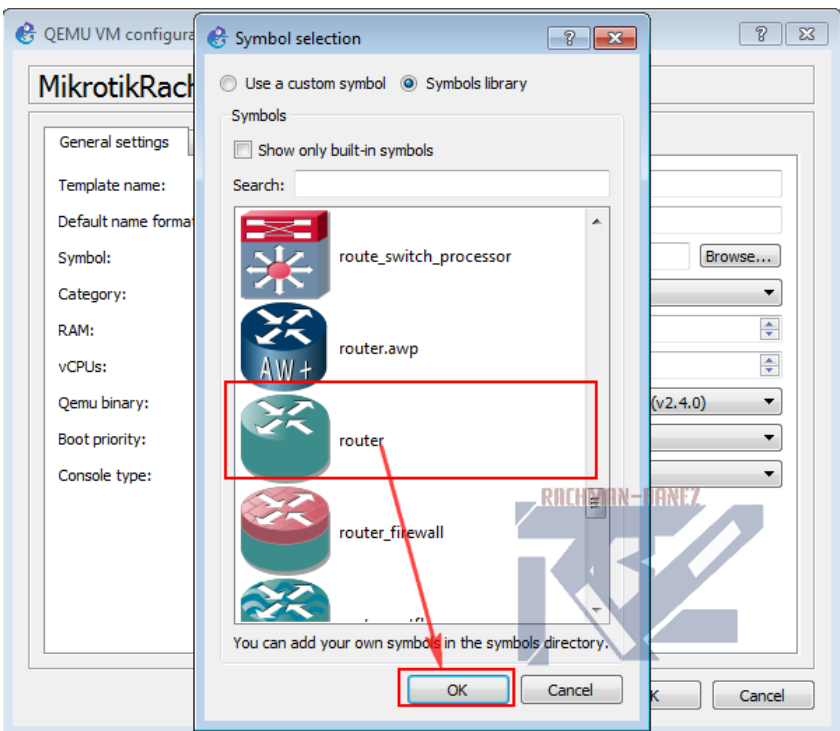 QEMU VM configura
Symbol selection
MikrotikRach
Use a custom symbol
Symbols library
Symbols
General settings
Show only built-in symbols
Template name:
Search:
Default name format
route_switch_processor
Symbol:
Browse...
Category:
RAM:
router.awp
AW+
vCPUs:
Qemu binary:
(v2.4.0)
router
Boot priority:
Console type:
RACHMAN-HANEZ
router_firewall
You can add your own symbols in the symbols directory.
OK
Cancel
K
Cancel